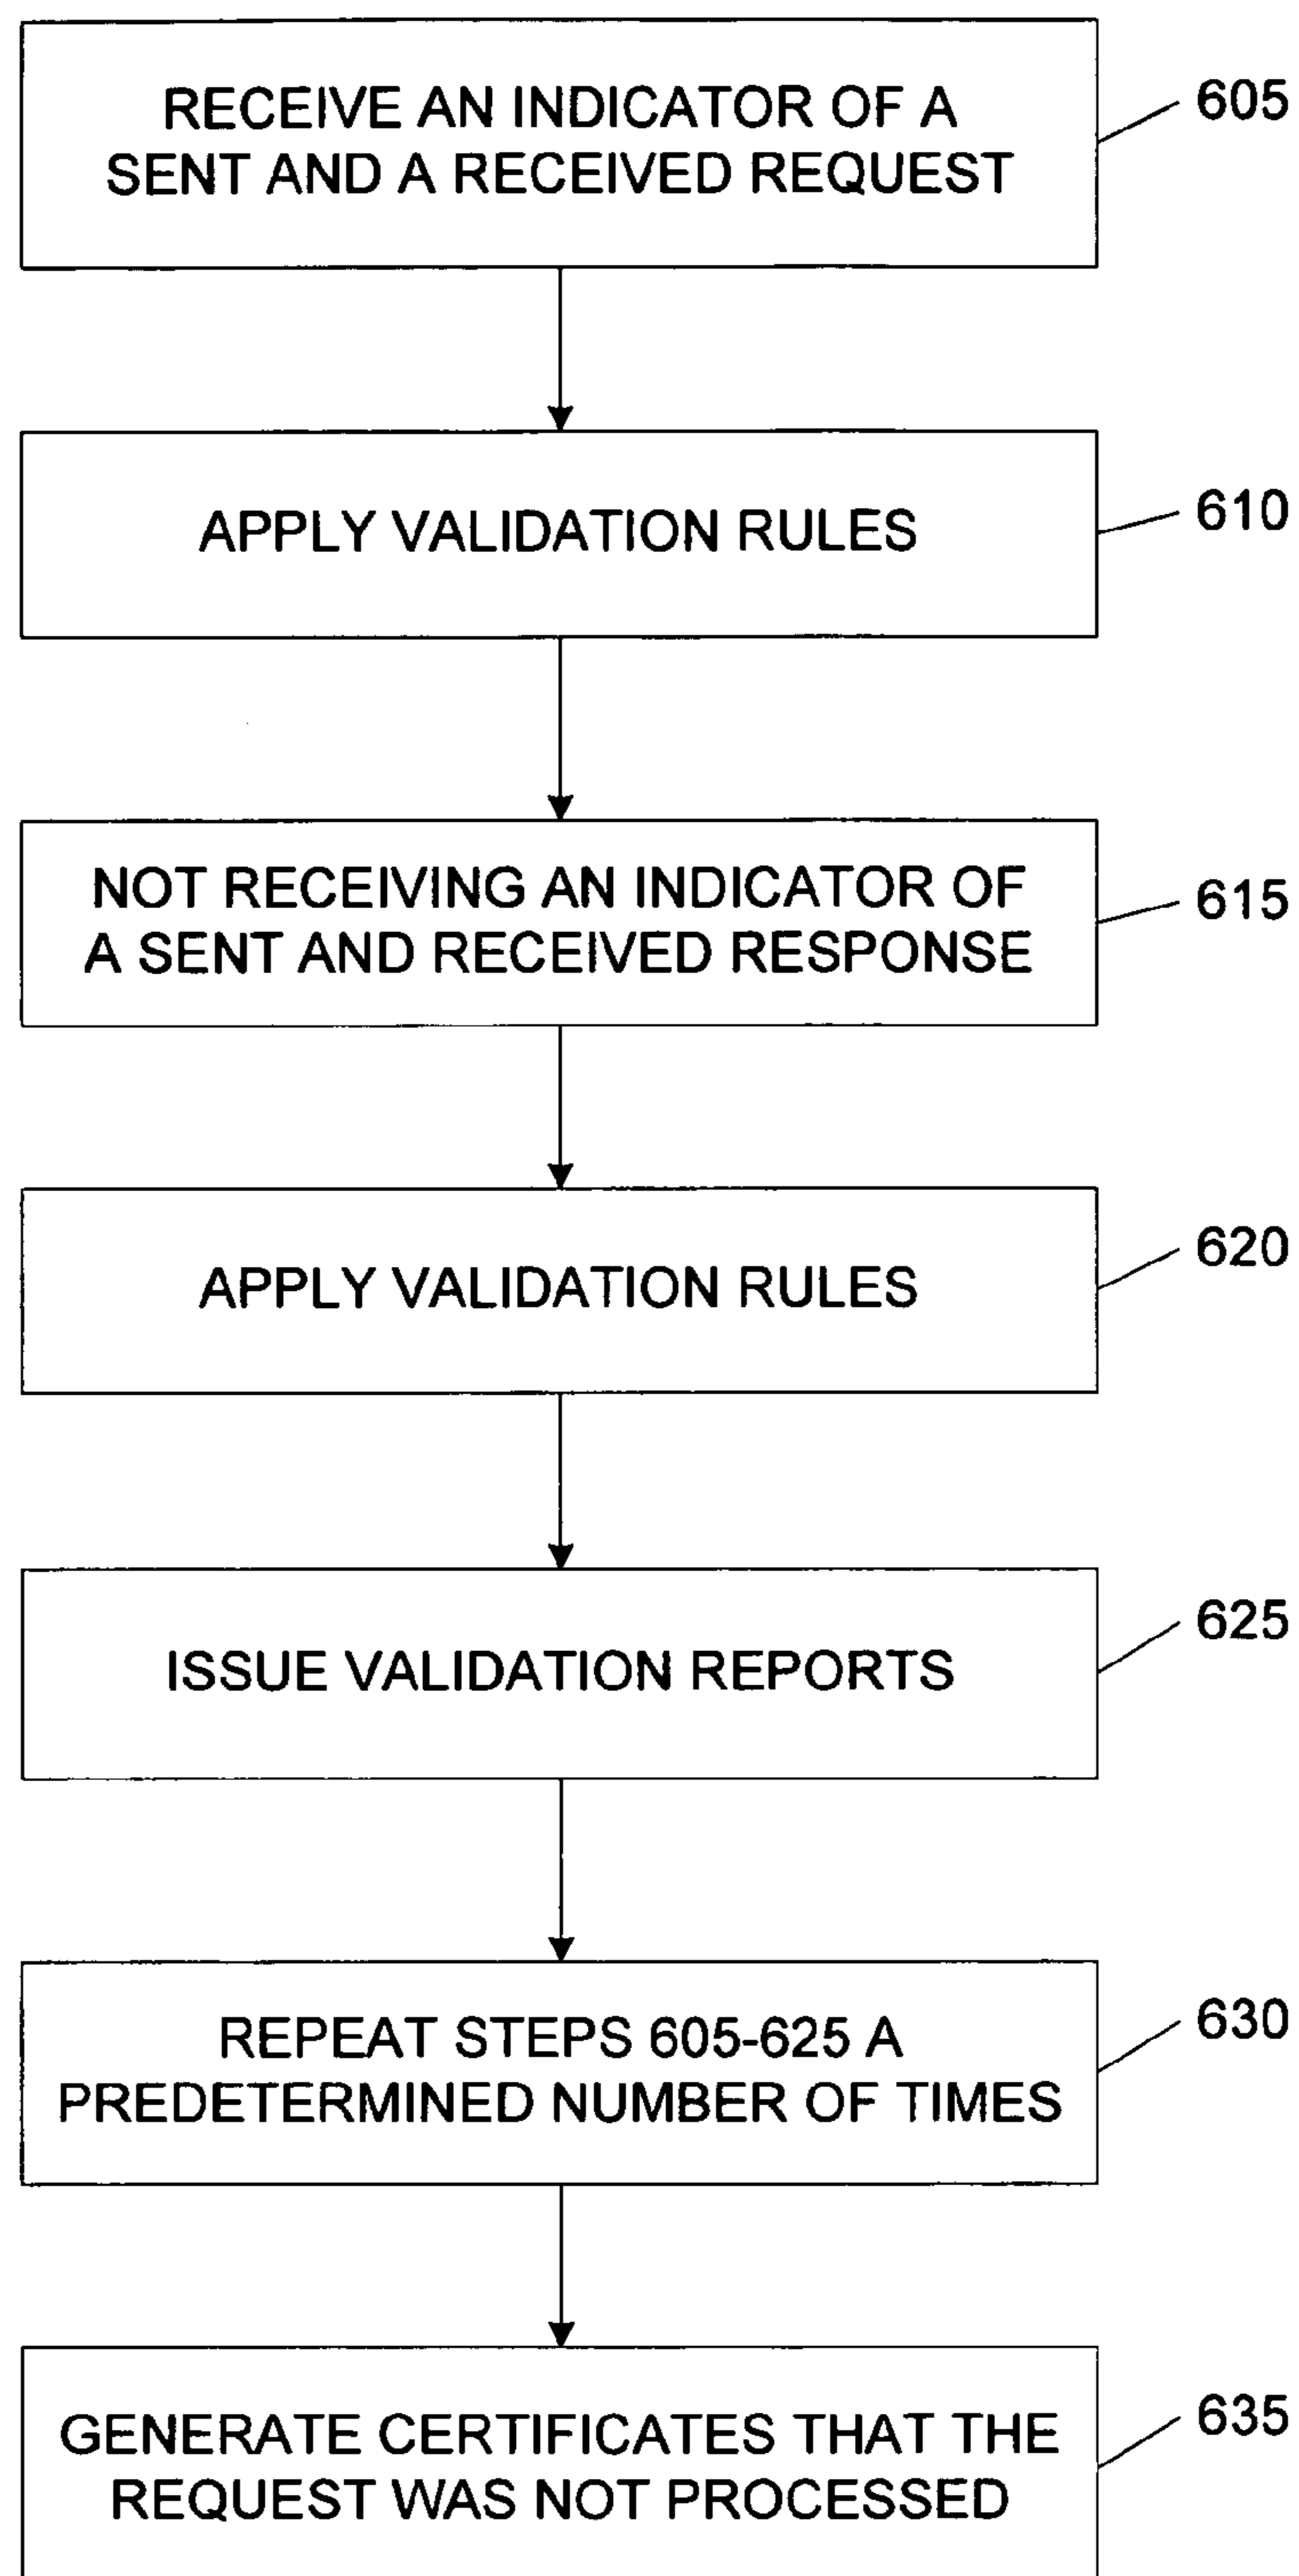 RECEIVE AN INDICATOR OF A
SENT AND A RECEIVED REQUEST
605
APPLY VALIDATION RULES
610
NOT RECEIVING AN INDICATOR OF
A SENT AND RECEIVED RESPONSE
615
APPLY VALIDATION RULES
620
ISSUE VALIDATION REPORTS
625
REPEAT STEPS 605-625 A
PREDETERMINED NUMBER OF TIMES
630
GENERATE CERTIFICATES THAT THE
REQUEST WAS NOT PROCESSED
635